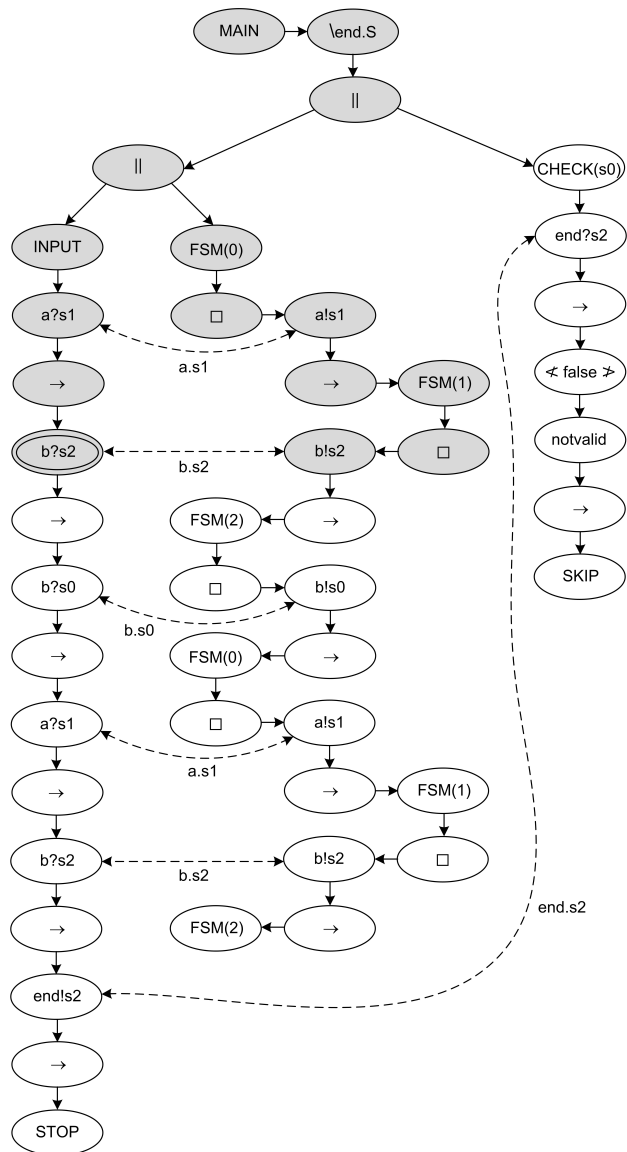 MAIN
\end.S
||
||
CHECK(s0)
INPUT
FSM(0)
end?s2
a?s1
□
a!s1
→
a.s1
→
→
FSM(1)
≮ false ≯
b?s2
b!s2
□
notvalid
b.s2
→
FSM(2)
→
→
b?s0
□
b!s0
SKIP
b.s0
→
FSM(0)
→
a?s1
□
a!s1
a.s1
→
→
FSM(1)
b?s2
b!s2
□
b.s2
→
FSM(2)
→
end.s2
end!s2
→
STOP